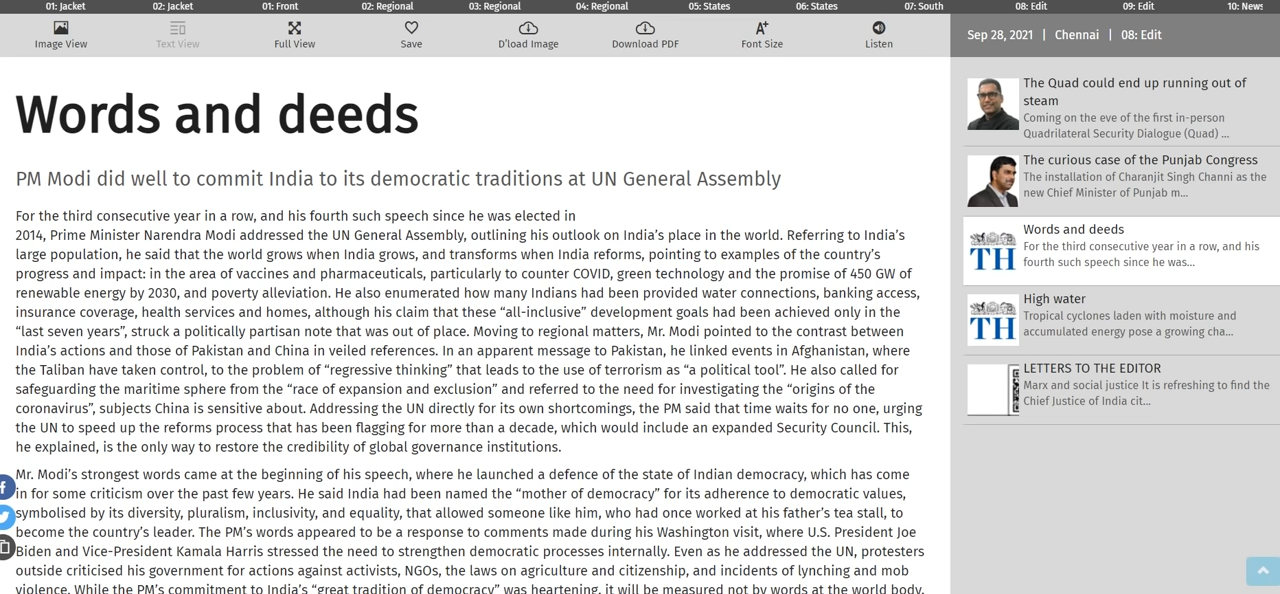 01: Jacket 02: Jacket 01: Front 02: Regional 03: Regional 04: Regional 05: States 06: States 07: South 08: Edit 09: Edit 10: News
Image View Text View Full View Save D'load Image Download PDF Font Size Listen
Sep 28, 2021 | Chennai | 08: Edit
Words and deeds
PM Modi did well to commit India to its democratic traditions at UN General Assembly
For the third consecutive year in a row, and his fourth such speech since he was elected in
2014, Prime Minister Narendra Modi addressed the UN General Assembly, outlining his outlook on India’s place in the world. Referring to India’s
large population, he said that the world grows when India grows, and transforms when India reforms, pointing to examples of the country’s
progress and impact: in the area of vaccines and pharmaceuticals, particularly to counter COVID, green technology and the promise of 450 GW of
renewable energy by 2030, and poverty alleviation. He also enumerated how many Indians had been provided water connections, banking access,
insurance coverage, health services and homes, although his claim that these “all-inclusive” development goals had been achieved only in the
“last seven years”, struck a politically partisan note that was out of place. Moving to regional matters, Mr. Modi pointed to the contrast between
India’s actions and those of Pakistan and China in veiled references. In an apparent message to Pakistan, he linked events in Afghanistan, where
the Taliban have taken control, to the problem of “regressive thinking” that leads to the use of terrorism as “a political tool”. He also called for
safeguarding the maritime sphere from the “race of expansion and exclusion” and referred to the need for investigating the “origins of the
coronavirus”, subjects China is sensitive about. Addressing the UN directly for its own shortcomings, the PM said that time waits for no one, urging
the UN to speed up the reforms process that has been flagging for more than a decade, which would include an expanded Security Council. This,
he explained, is the only way to restore the credibility of global governance institutions.
Mr. Modi’s strongest words came at the beginning of his speech, where he launched a defence of the state of Indian democracy, which has come
in for some criticism over the past few years. He said India had been named the “mother of democracy” for its adherence to democratic values,
symbolised by its diversity, pluralism, inclusivity, and equality, that allowed someone like him, who had once worked at his father’s tea stall, to
become the country’s leader. The PM’s words appeared to be a response to comments made during his Washington visit, where U.S. President Joe
Biden and Vice-President Kamala Harris stressed the need to strengthen democratic processes internally. Even as he addressed the UN, protesters
outside criticised his government for actions against activists, NGOs, the laws on agriculture and citizenship, and incidents of lynching and mob
violence. While the PM’s commitment to India’s “great tradition of democracy” was heartening, it will be measured not by words at the world body,
The Quad could end up running out of
steam
Coming on the eve of the first in-person
Quadrilateral Security Dialogue (Quad) ...
The curious case of the Punjab Congress
The installation of Charanjit Singh Channi as the
new Chief Minister of Punjab m...
TH
Words and deeds
For the third consecutive year in a row, and his
fourth such speech since he was...
TH
High water
Tropical cyclones laden with moisture and
accumulated energy pose a growing cha...
LETTERS TO THE EDITOR
Marx and social justice It is refreshing to find the
Chief Justice of India cit...